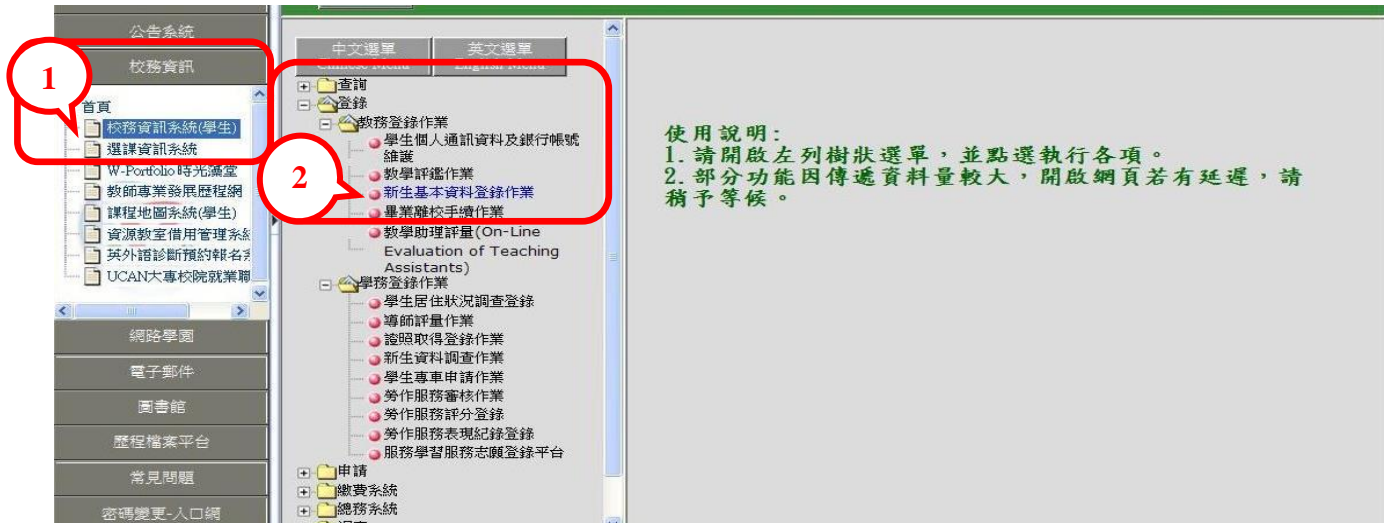 公告系統
校務資訊
1
首頁
校務資訊系統(學生)
選課資訊系統
W-Portfolio時光講堂
教師專業發展歷程網
課程地圖系統(學生)
資源教室借用管理系統
英外語診斷預約報名
UCAN大專校院就業職
網路學園
電子郵件
圖書館
歷程檔案平台
常見問題
密碼變更-人口網
中文選單
Chinese Menu
英文選單
English Menu
查詢
登錄
教務登錄作業
學生個人通訊資料及銀行帳號
維護
教學評鑑作業
2
新生基本資料登錄作業
畢業離校手續作業
教學助理評量(On-Line
Evaluation of Teaching
Assistants)
學務登錄作業
學生居住狀況調查登錄
導師評量作業
證照取得登錄作業
新生資料調查作業
學生專車申請作業
勞作服務審核作業
勞作服務評分登錄
勞作服務表現紀錄登錄
服務學習服務志願登錄平台
申請
繳費系統
總務系統
使用說明:
1.請開啟左列樹狀選單，並點選執行各項。
2.部分功能因傳遞資料量較大，開啟網頁若有延遲，請
稍予等候。